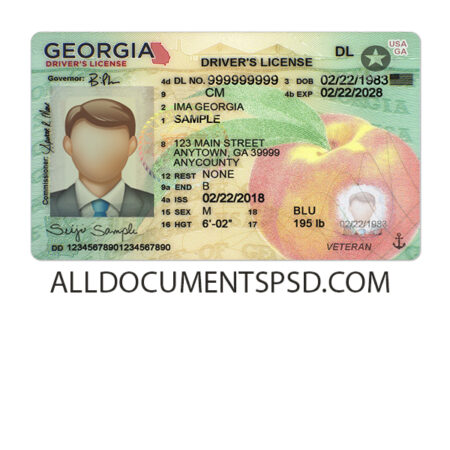 GEORGIA
DRIVER'S LICENSE
DRIVER'S LICENSE
DL
USA
GA
Governor:
4d DL NO. 999999999 3 DOB 02/22/1983
9 CM 4b EXP 02/22/2028
2 IMA GEORGIA
1 SAMPLE
8 123 MAIN STREET
ANYTOWN, GA 39999
ANYCOUNTY
12 REST NONE
9a END B
4a ISS 02/22/2018
15 SEX M 18 BLU
16 HGT 6'-02" 17 195 lb
Commissioner:
Sample
DD 12345678901234567890
02/22/1983
VETERAN
ALLDOCUMENTSPSD.COM